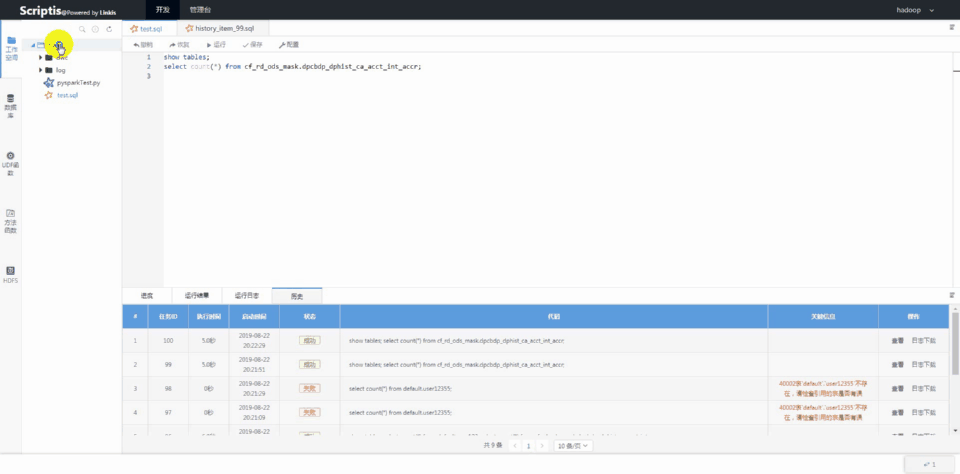 Scriptis@Powered by Linkis
开发
管理台
hadoop
工作空间
数据库
UDF函数
方法函数
HDFS
log
pysparkTest.py
test.sql
test.sql
history_item_99.sql
撤销
恢复
运行
保存
配置
1 show tables;
2 select count(*) from cf_rd_ods_mask.dpcbdp_dphist_ca_acct_int_accr;
3
进度
运行结果
运行日志
历史
# 任务ID 执行时间 启动时间 状态 代码 关键信息 操作
1 100 5.0秒 2019-08-22 20:22:29 成功 show tables; select count(*) from cf_rd_ods_mask.dpcbdp_dphist_ca_acct_int_accr; 查看 日志下载
2 99 5.0秒 2019-08-22 20:21:51 成功 show tables; select count(*) from cf_rd_ods_mask.dpcbdp_dphist_ca_acct_int_accr; 查看 日志下载
3 98 0秒 2019-08-22 20:21:29 失败 select count(*) from default.user12355; 40002表`default`.`user12355`不存在，请检查引用的表是否有误 查看 日志下载
4 97 0秒 2019-08-22 20:21:09 失败 select count(*) from default.user12355; 40002表`default`.`user12355`不存在，请检查引用的表是否有误 查看 日志下载
2019-08-22
共 9 条
1
10 条/页
1